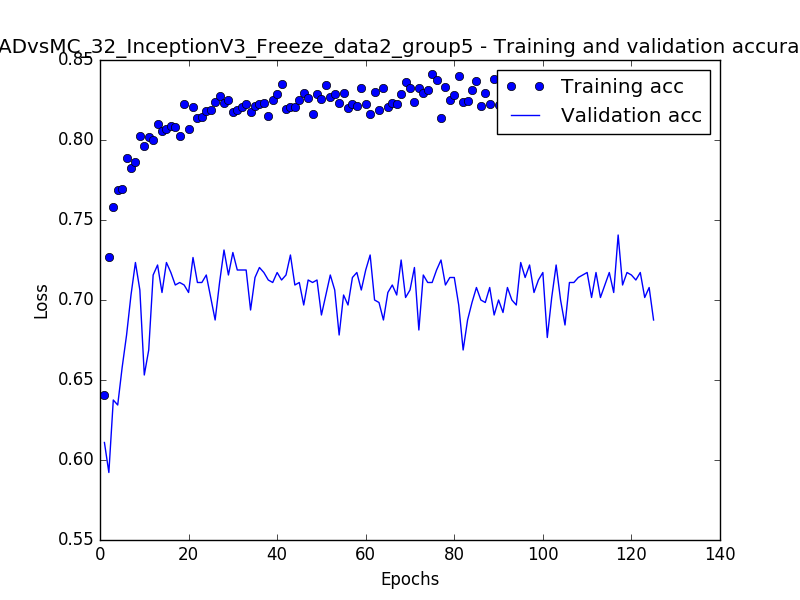 ADvsMC_32_InceptionV3_Freeze_data2_group5 - Training and validation accura
0.85
0.80
0.75
0.70
0.65
0.60
0.55
Loss
Training acc
Validation acc
0 20 40 60 80 100 120 140
Epochs